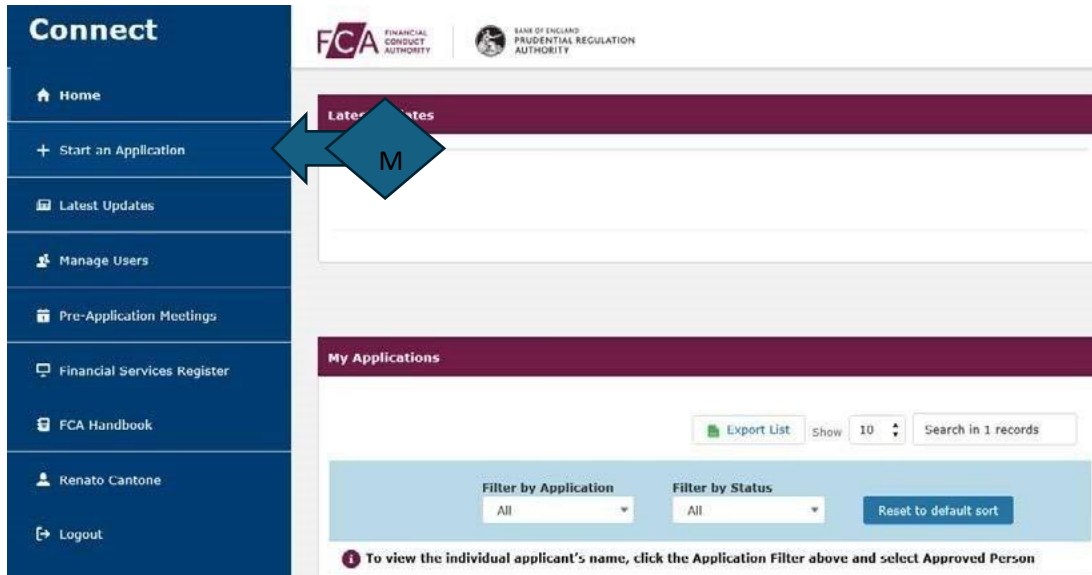 Connect
Home
Start an Application
Latest Updates
Manage Users
Pre-Application Meetings
Financial Services Register
FCA Handbook
Renato Cantone
Logout
FCA FINANCIAL
CONDUCT
AUTHORITY
BANK OF ENGLAND
PRUDENTIAL REGULATION
AUTHORITY
M
My Applications
Export List Show 10 Search in 1 records
Filter by Application Filter by Status
All All Reset to default sort
To view the individual applicant's name, click the Application Filter above and select Approved Person